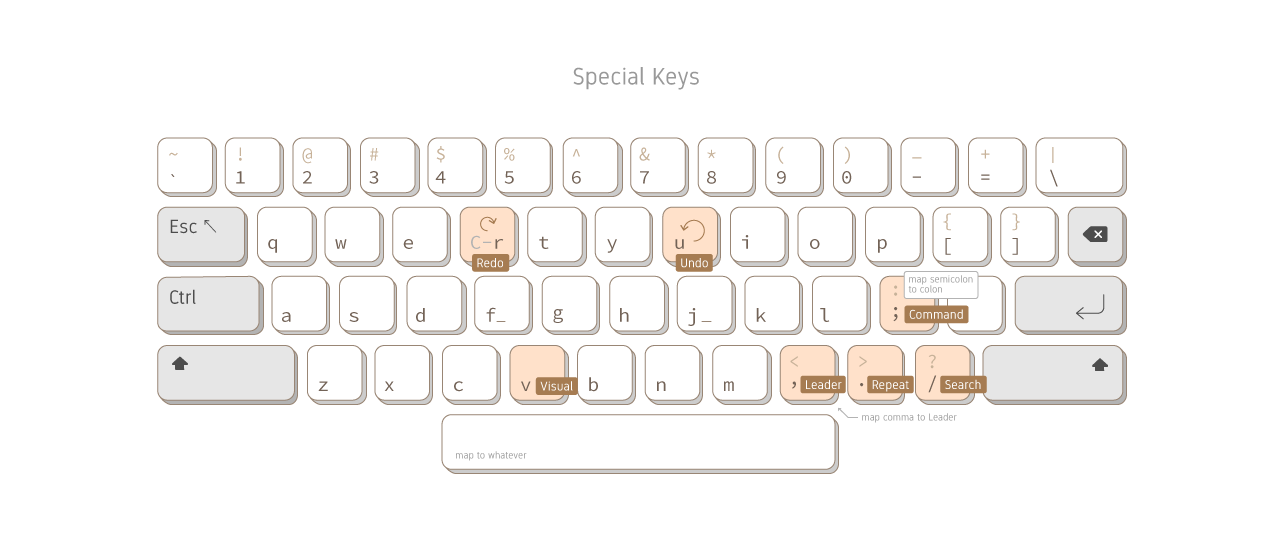 Special Keys
~ ! @ # $ % ^ & * ( ) _ + |
` 1 2 3 4 5 6 7 8 9 0 - = \
Esc { }
q w e C-r t y u i o p [ ]
Redo Undo
map semicolon
to colon
Ctrl :
a s d f_ g h j_ k l ; Command
< > ?
z x c v Visual b n m , Leader . Repeat / Search
map comma to Leader
map to whatever